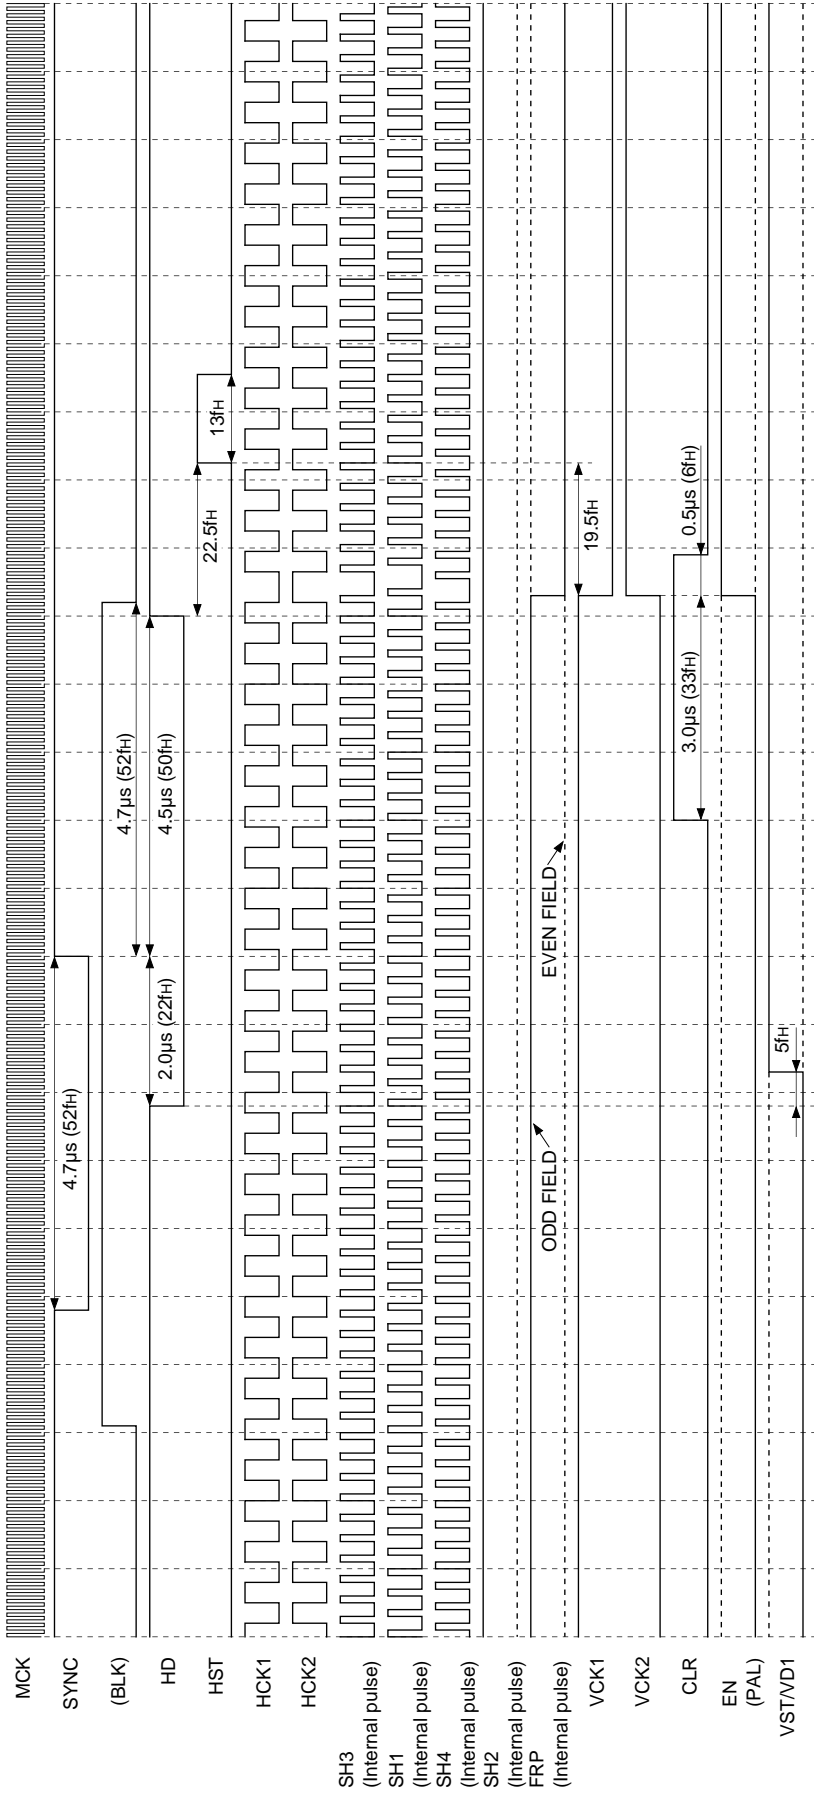 MCK
SYNC
4.7µs (52fH)
(BLK)
4.7µs (52fH)
HD
2.0µs (22fH)
4.5µs (50fH)
HST
22.5fH
13fH
HCK1
HCK2
SH3
(Internal pulse)
SH1
(Internal pulse)
SH4
(Internal pulse)
SH2
(Internal pulse)
FRP
(Internal pulse)
ODD FIELD
EVEN FIELD
VCK1
19.5fH
VCK2
CLR
3.0µs (33fH)
0.5µs (6fH)
EN
(PAL)
VST/VD1
5fH